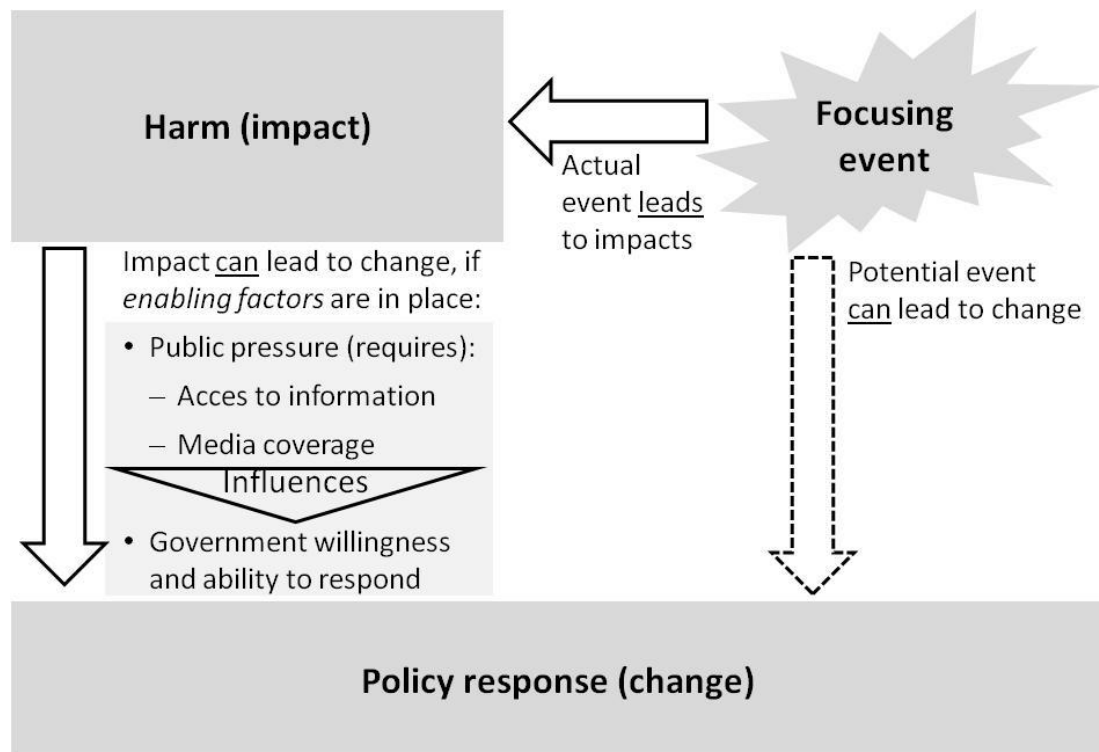 Harm (impact)
Focusing
event
Actual
event leads
to impacts
Impact can lead to change, if
enabling factors are in place:
• Public pressure (requires):
– Acces to information
– Media coverage
Influences
• Government willingness
and ability to respond
Potential event
can lead to change
Policy response (change)